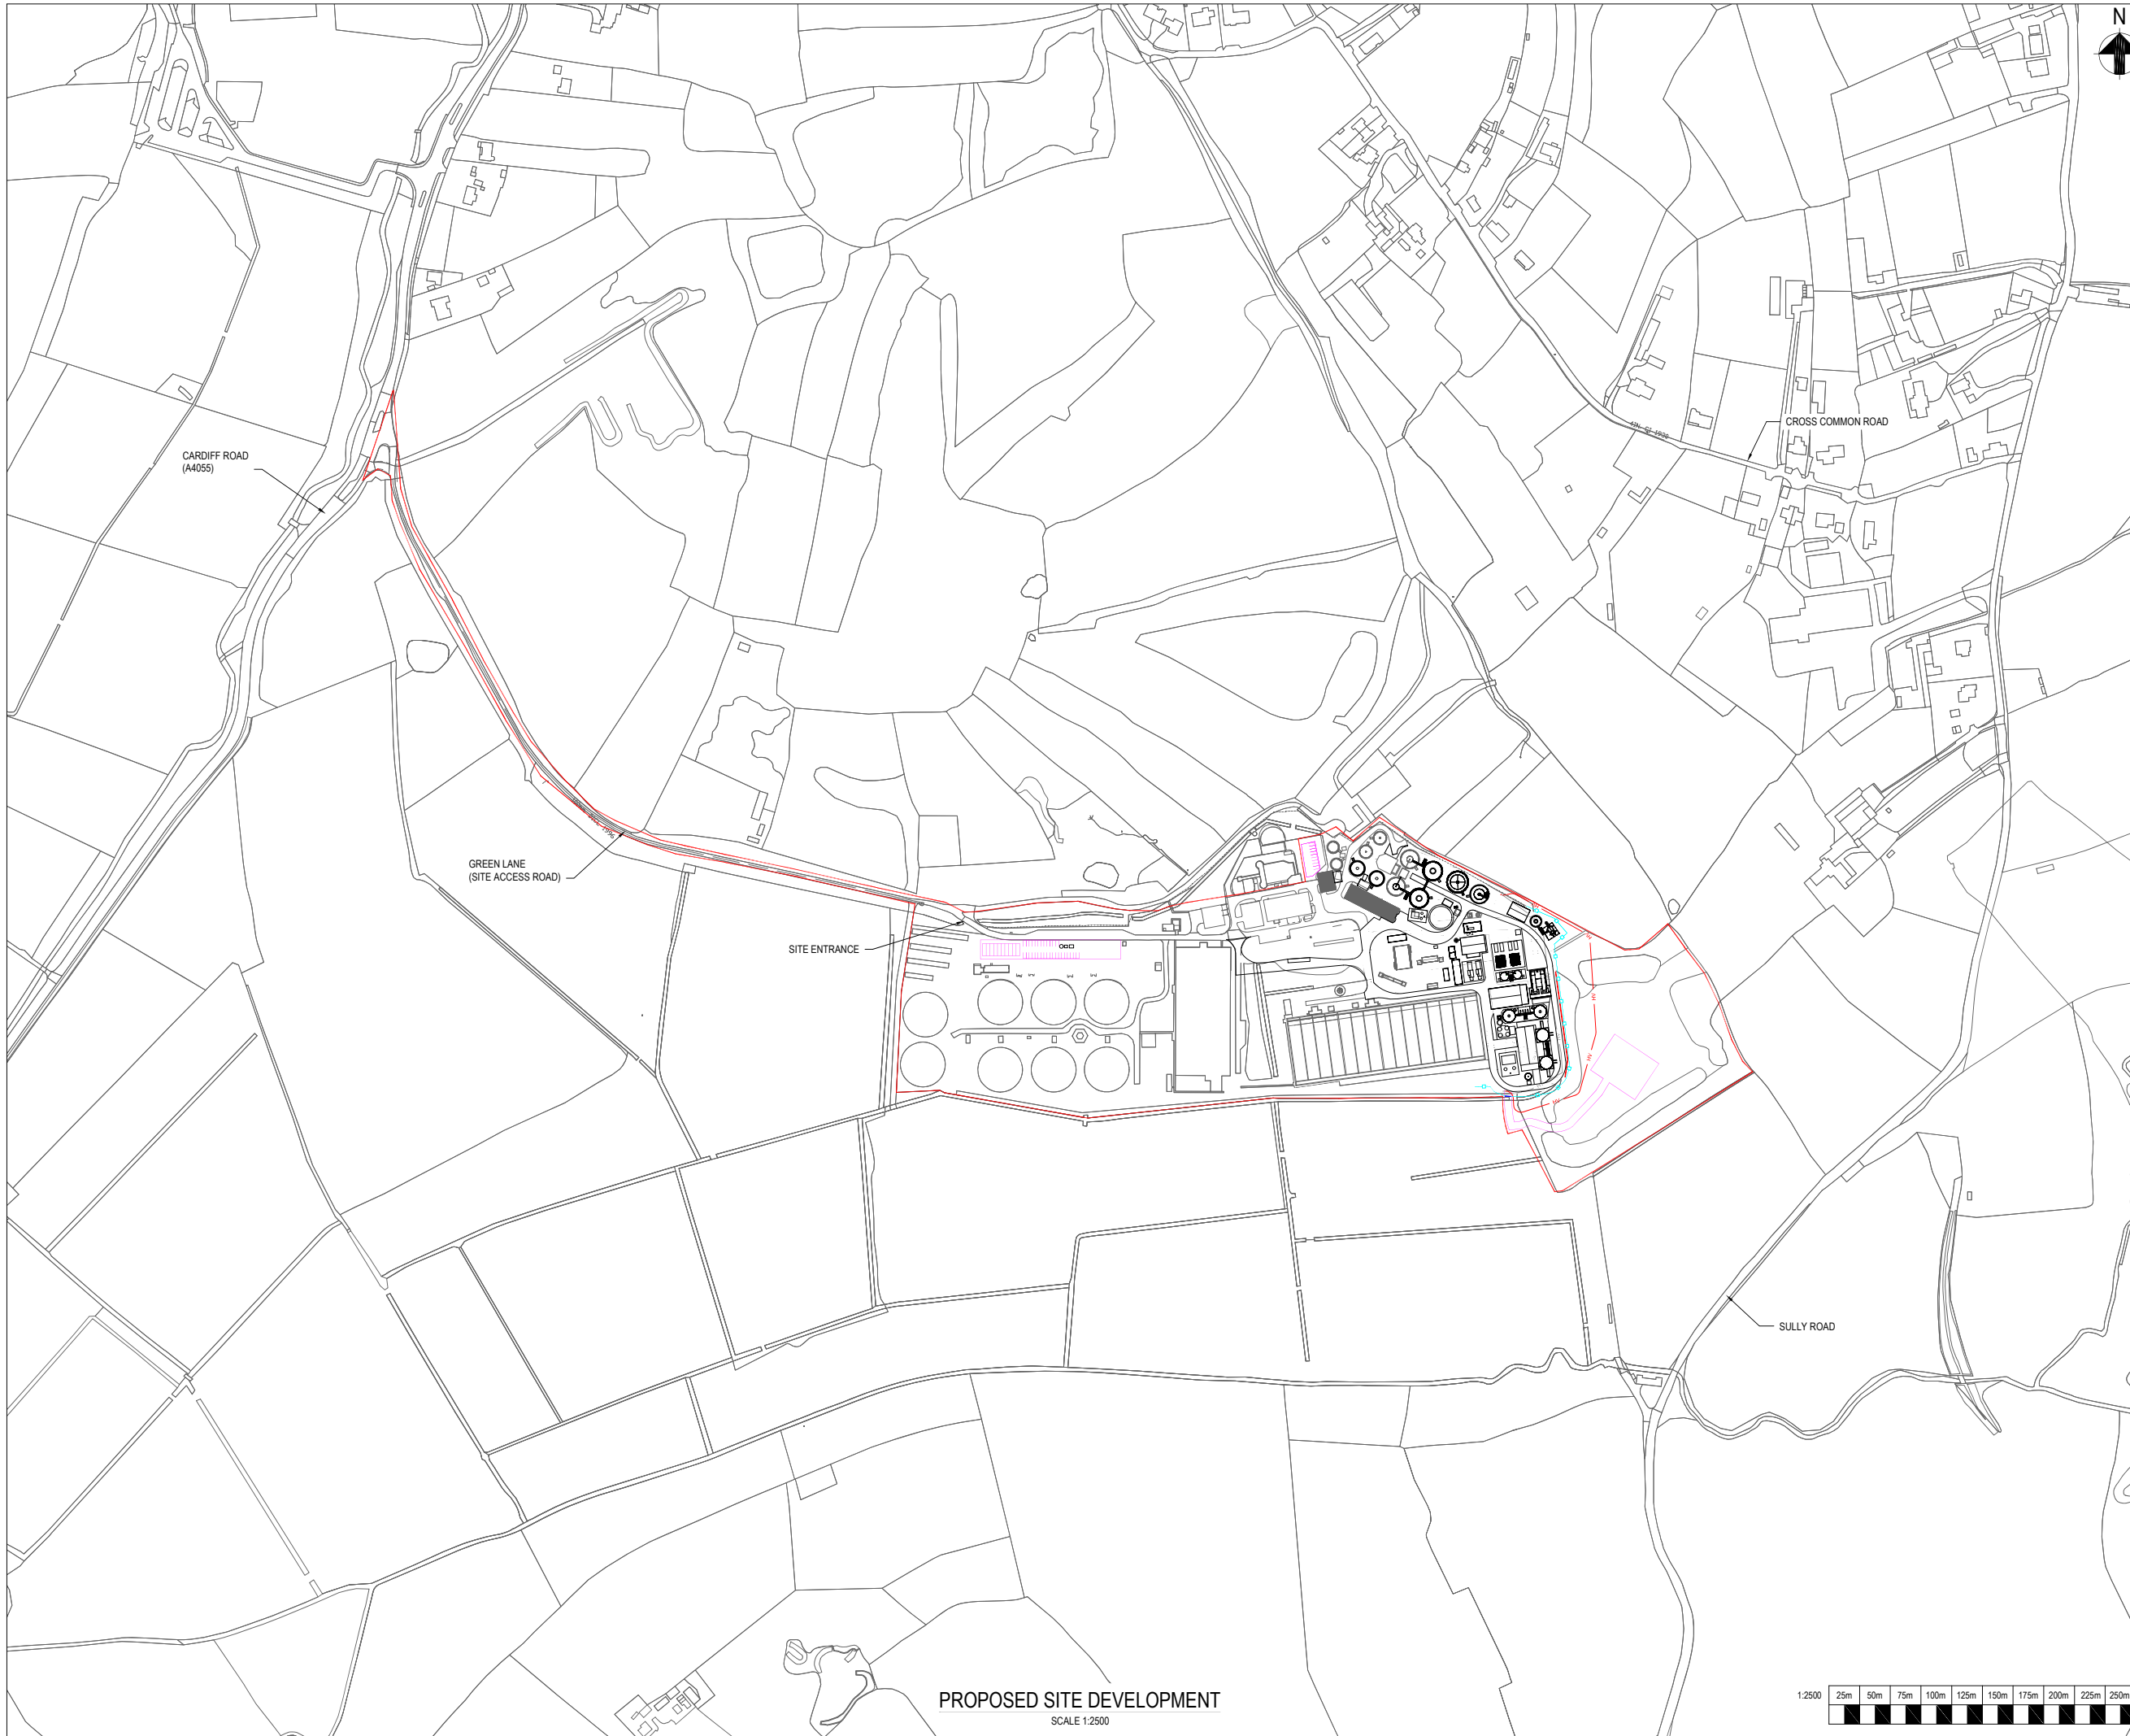 N
CROSS COMMON ROAD
CARDIFF ROAD
(A4055)
GREEN LANE
(SITE ACCESS ROAD)
SITE ENTRANCE
SULLY ROAD
PROPOSED SITE DEVELOPMENT
SCALE 1:2500
1:2500 25m 50m 75m 100m 125m 150m 175m 200m 225m 250m